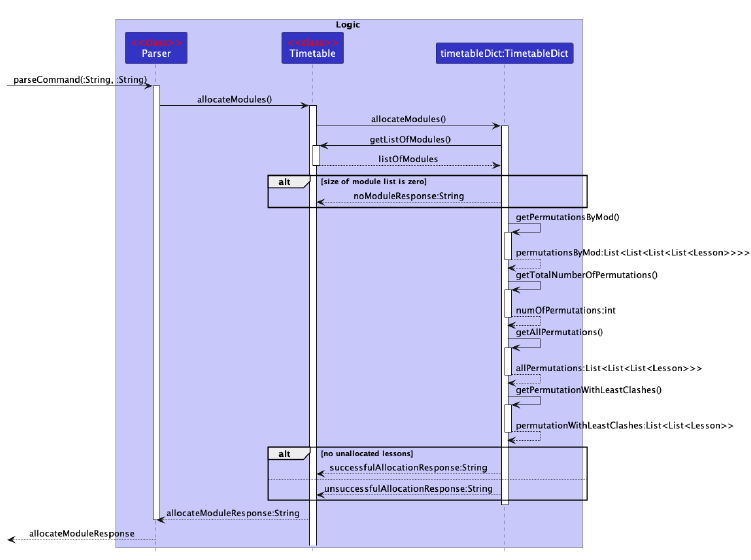 Logic
Parser
Timetable
timetableDict:TimetableDict
parseCommand(:String, :String)
allocateModules()
allocateModules()
getListOfModules()
listOfModules
alt [size of module list is zero]
noModuleResponse:String
getPermutationsByMod()
permutationsByMod:List<List<List<List<Lesson>>>>
getTotalNumberOfPermutations()
numOfPermutations:int
getAllPermutations()
allPermutations:List<List<List<Lesson>>>
getPermutationWithLeastClashes()
permutationWithLeastClashes:List<List<Lesson>>
alt [no unallocated lessons]
successfulAllocationResponse:String
unsuccessfulAllocationResponse:String
allocateModuleResponse:String
allocateModuleResponse